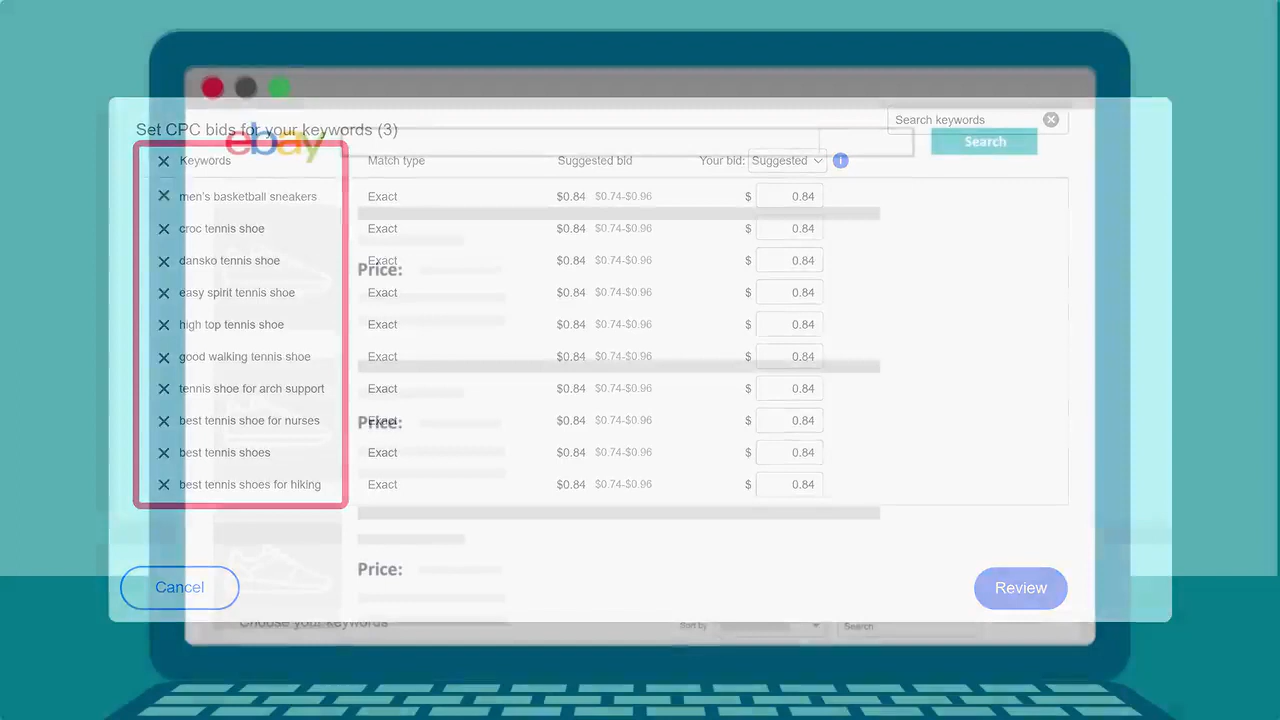 Set CPC bids for your keywords (3)
Search keywords
ebay
Search
Keywords Match type Suggested bid Your bid: Suggested i
men's basketball sneakers Exact $0.84 $0.74-$0.96 $ 0.84
croc tennis shoe Exact $0.84 $0.74-$0.96 $ 0.84
dansko tennis shoe Exact $0.84 $0.74-$0.96 $ 0.84
Price:
easy spirit tennis shoe Exact $0.84 $0.74-$0.96 $ 0.84
high top tennis shoe Exact $0.84 $0.74-$0.96 $ 0.84
good walking tennis shoe Exact $0.84 $0.74-$0.96 $ 0.84
tennis shoe for arch support Exact $0.84 $0.74-$0.96 $ 0.84
best tennis shoe for nurses Exact $0.84 $0.74-$0.96 $ 0.84
Price:
best tennis shoes Exact $0.84 $0.74-$0.96 $ 0.84
best tennis shoes for hiking Exact $0.84 $0.74-$0.96 $ 0.84
Price:
Cancel Review
Choose your keywords Sort by Search